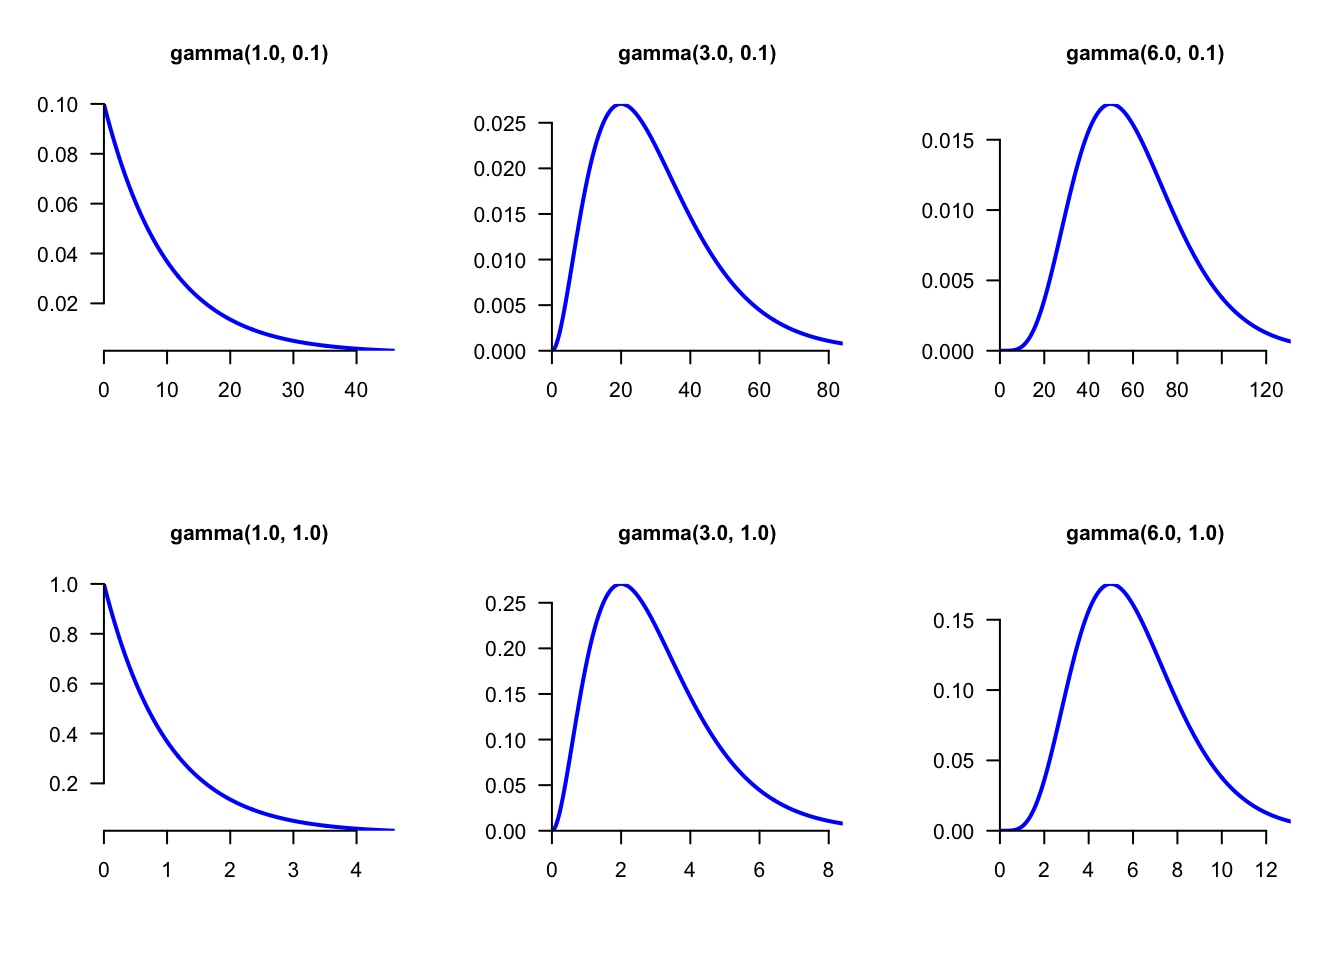 gamma(1.0, 0.1)
0.10
0.08
0.06
0.04
0.02
0 10 20 30 40
gamma(3.0, 0.1)
0.025
0.020
0.015
0.010
0.005
0.000
0 20 40 60 80
gamma(6.0, 0.1)
0.015
0.010
0.005
0.000
0 20 40 60 80 120
gamma(1.0, 1.0)
1.0
0.8
0.6
0.4
0.2
0 1 2 3 4
gamma(3.0, 1.0)
0.25
0.20
0.15
0.10
0.05
0.00
0 2 4 6 8
gamma(6.0, 1.0)
0.15
0.10
0.05
0.00
0 2 4 6 8 10 12